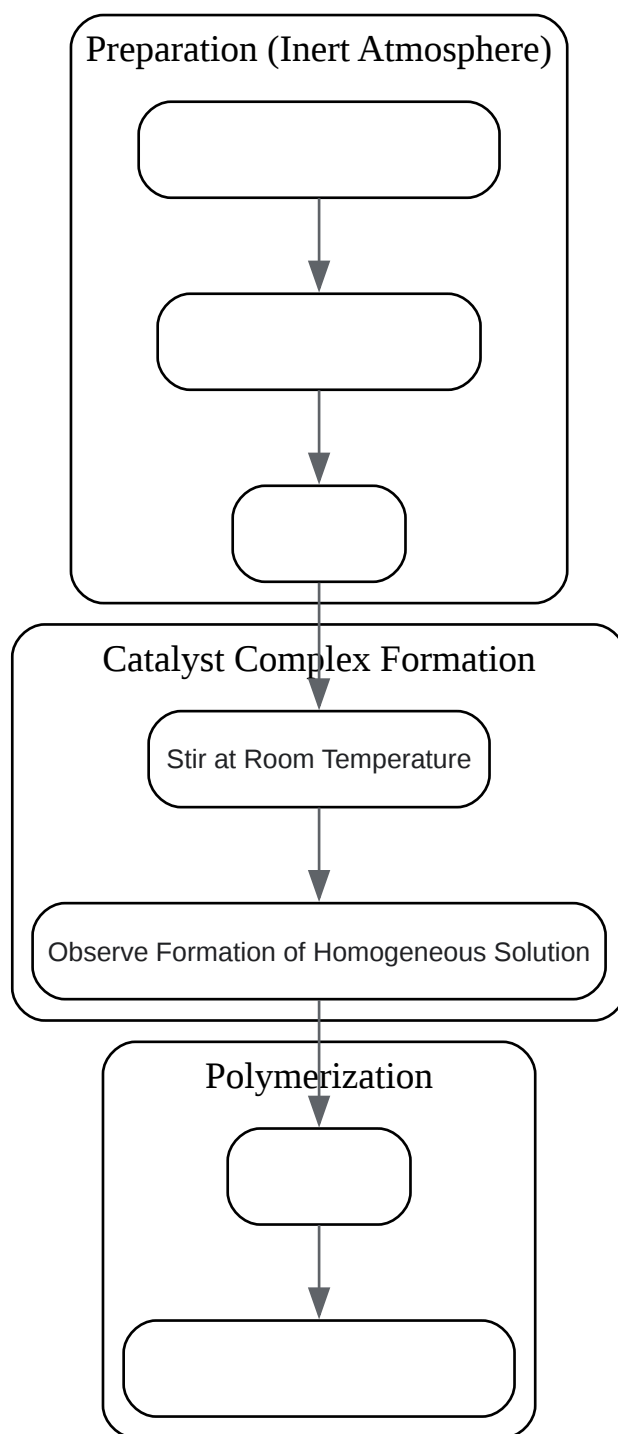 Preparation (Inert Atmosphere)
Catalyst Complex Formation
Stir at Room Temperature
Observe Formation of Homogeneous Solution
Polymerization